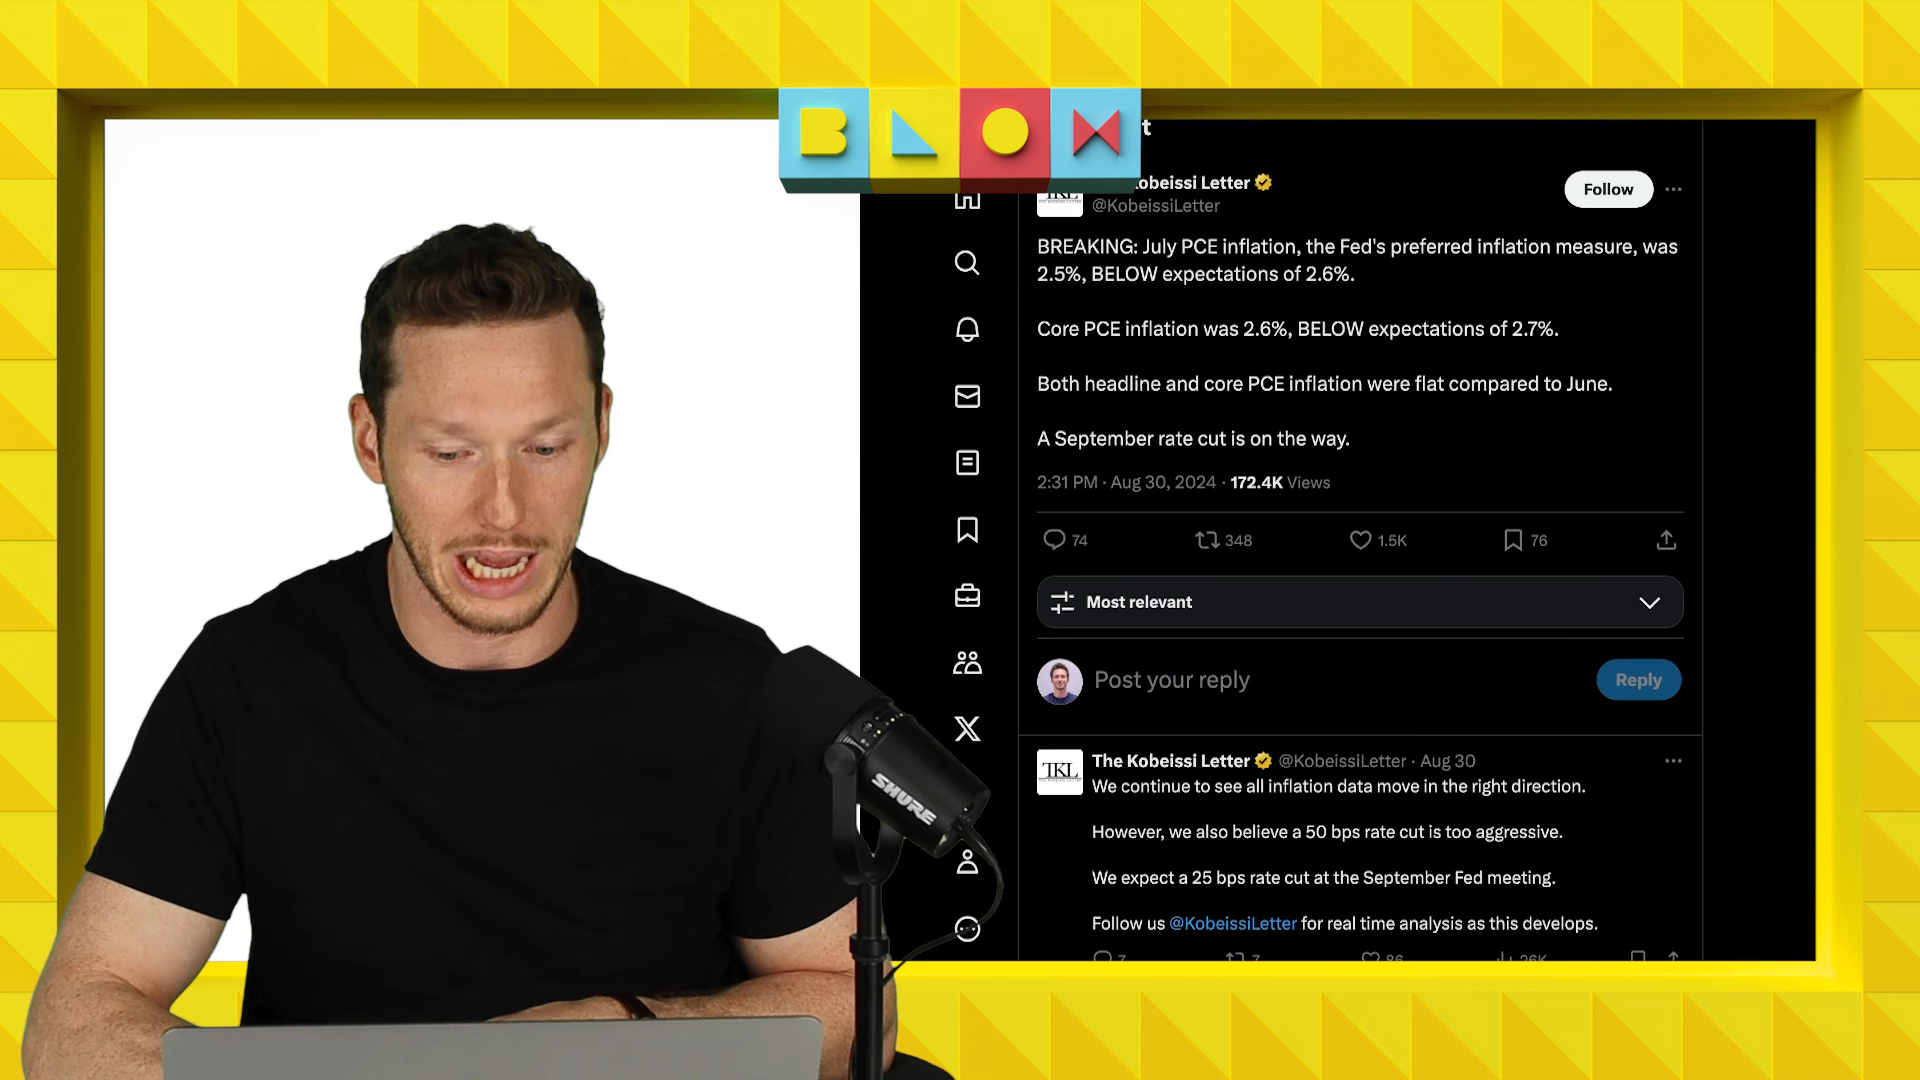 BLOM
t
obeissi Letter
@KobeissiLetter
Follow
BREAKING: July PCE inflation, the Fed's preferred inflation measure, was
2.5%, BELOW expectations of 2.6%.
Core PCE inflation was 2.6%, BELOW expectations of 2.7%.
Both headline and core PCE inflation were flat compared to June.
A September rate cut is on the way.
2:31 PM · Aug 30, 2024 · 172.4K Views
74 348 1.5K 76
Most relevant
Post your reply
Reply
TKL
The Kobeissi Letter @KobeissiLetter · Aug 30
We continue to see all inflation data move in the right direction.
However, we also believe a 50 bps rate cut is too aggressive.
We expect a 25 bps rate cut at the September Fed meeting.
Follow us @KobeissiLetter for real time analysis as this develops.
7 7 86 26K
SHURE